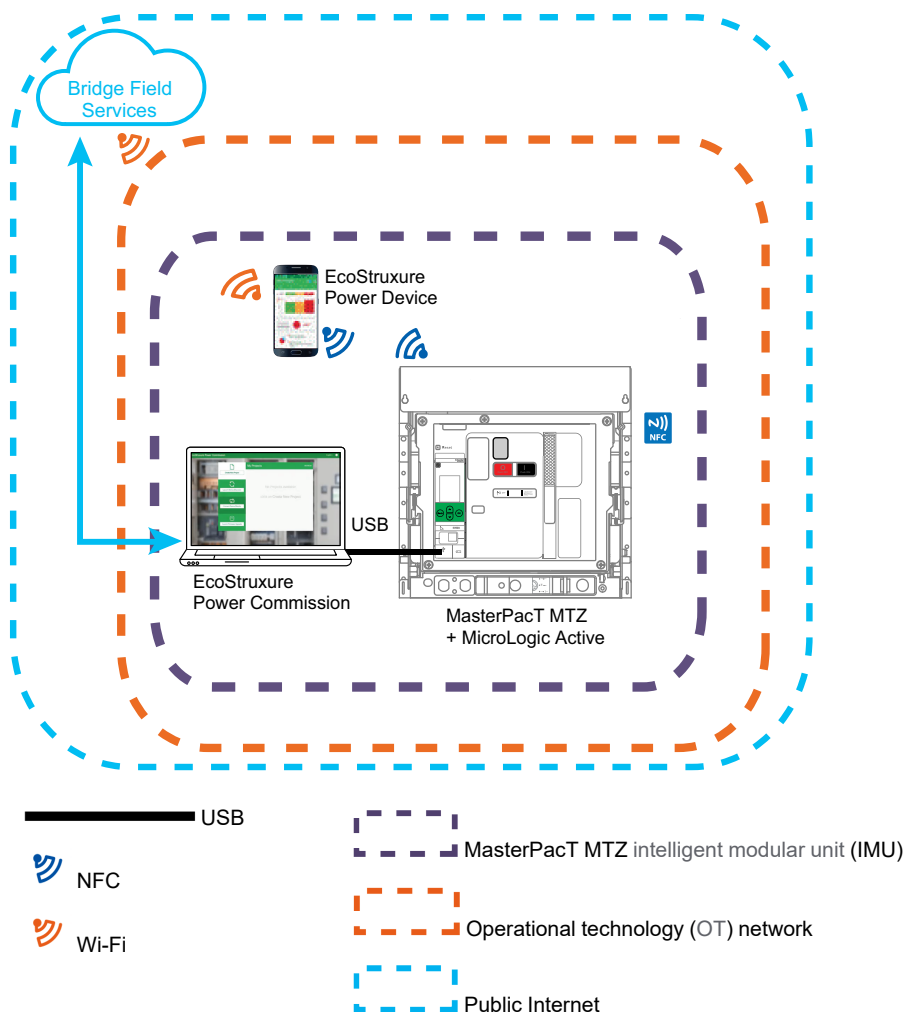 Bridge Field
Services
EcoStruxure
Power Device
NFC
USB
EcoStruxure
Power Commission
MasterPacT MTZ
+ MicroLogic Active
USB
NFC
Wi-Fi
MasterPacT MTZ intelligent modular unit (IMU)
Operational technology (OT) network
Public Internet